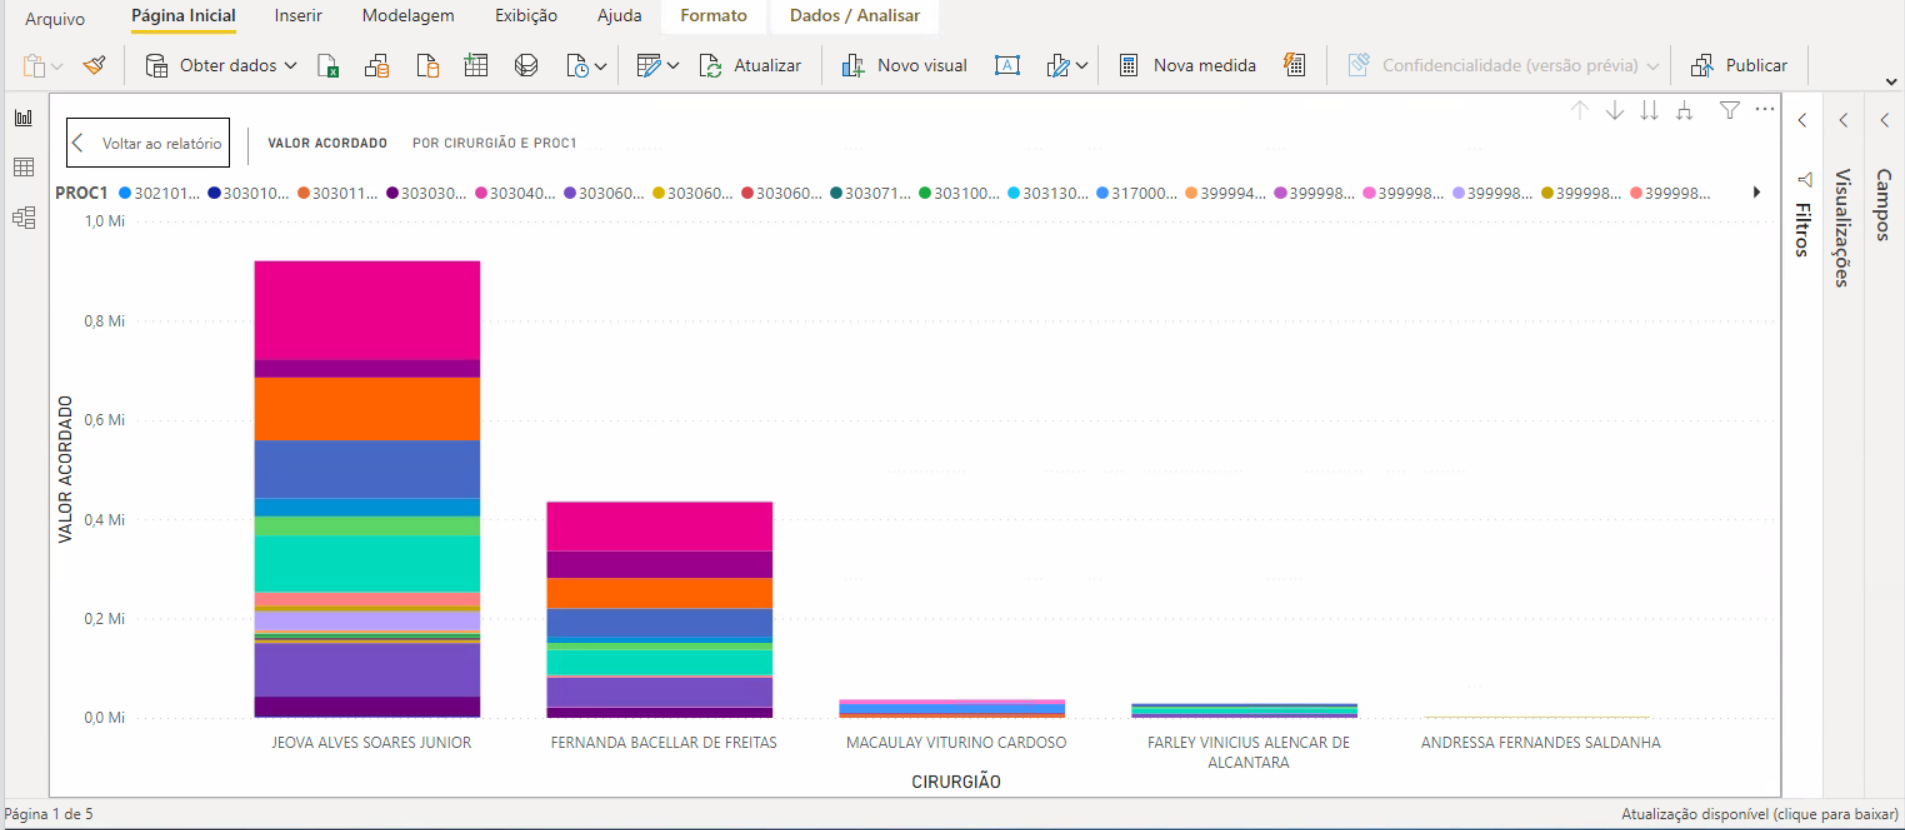 Arquivo Página Inicial Inserir Modelagem Exibição Ajuda Formato Dados / Analisar
Obter dados Atualizar Novo visual A Nova medida Confidencialidade (versão prévia) Publicar
Voltar ao relatório VALOR ACORDADO POR CIRURGIÃO E PROC1
PROC1 302101... 303010... 303011... 303030... 303040... 303060... 303060... 303060... 303071... 303100... 303130... 317000... 399994... 399998... 399998... 399998... 399998... 399998...
1,0 Mi
0,8 Mi
0,6 Mi
0,4 Mi
0,2 Mi
0,0 Mi
VALOR ACORDADO
JEOVA ALVES SOARES JUNIOR
FERNANDA BACELLAR DE FREITAS
MACAULAY VITURINO CARDOSO
FARLEY VINICIUS ALENCAR DE
ALCANTARA
ANDRESSA FERNANDES SALDANHA
CIRURGIÃO
Filtros
Visualizações
Campos
Página 1 de 5
Atualização disponível (clique para baixar)